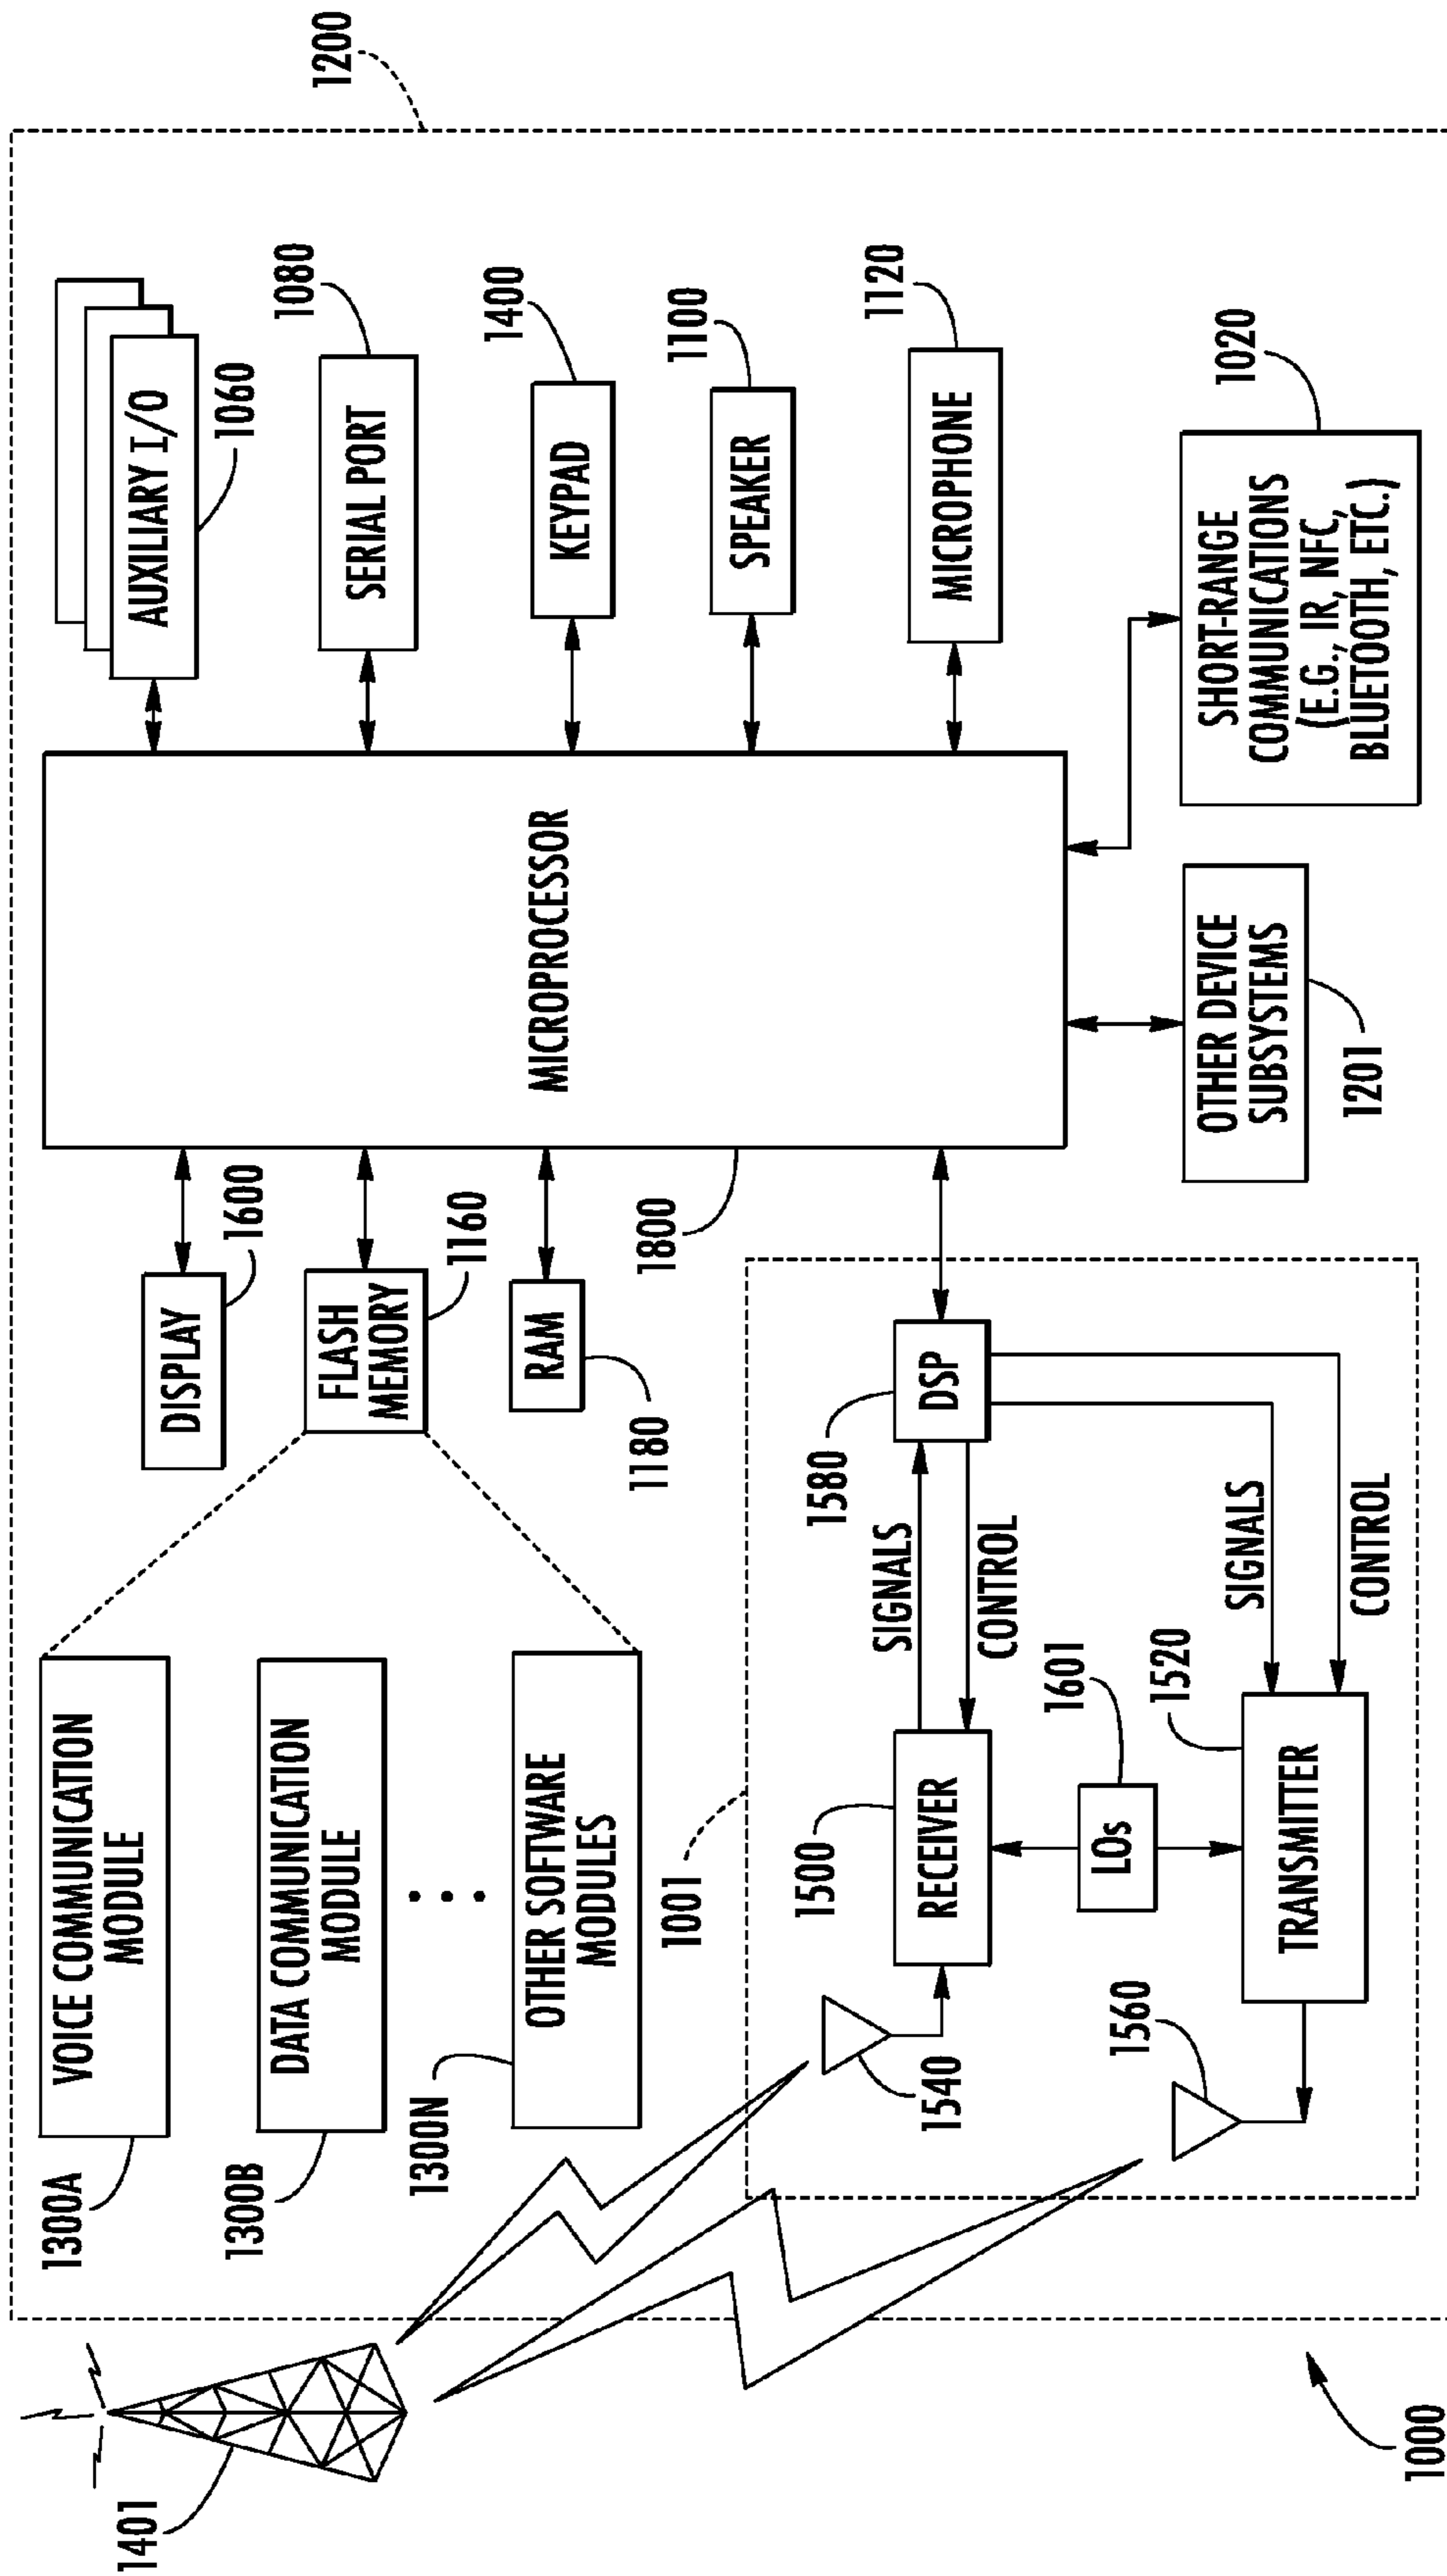 1200
AUXILIARY I/O
1060
SERIAL PORT
1080
KEYPAD
1400
SPEAKER
1100
MICROPHONE
1120
SHORT-RANGE
COMMUNICATIONS
(E.G., IR, NFC,
BLUETOOTH, ETC.)
1020
MICROPROCESSOR
1800
OTHER DEVICE
SUBSYSTEMS
1201
DISPLAY
1600
FLASH
MEMORY
1160
RAM
1180
VOICE COMMUNICATION
MODULE
1300A
DATA COMMUNICATION
MODULE
1300B
OTHER SOFTWARE
MODULES
1300N
1001
DSP
1580
SIGNALS
CONTROL
SIGNALS
CONTROL
RECEIVER
1500
LOs
1601
TRANSMITTER
1520
1540
1560
1401
1000